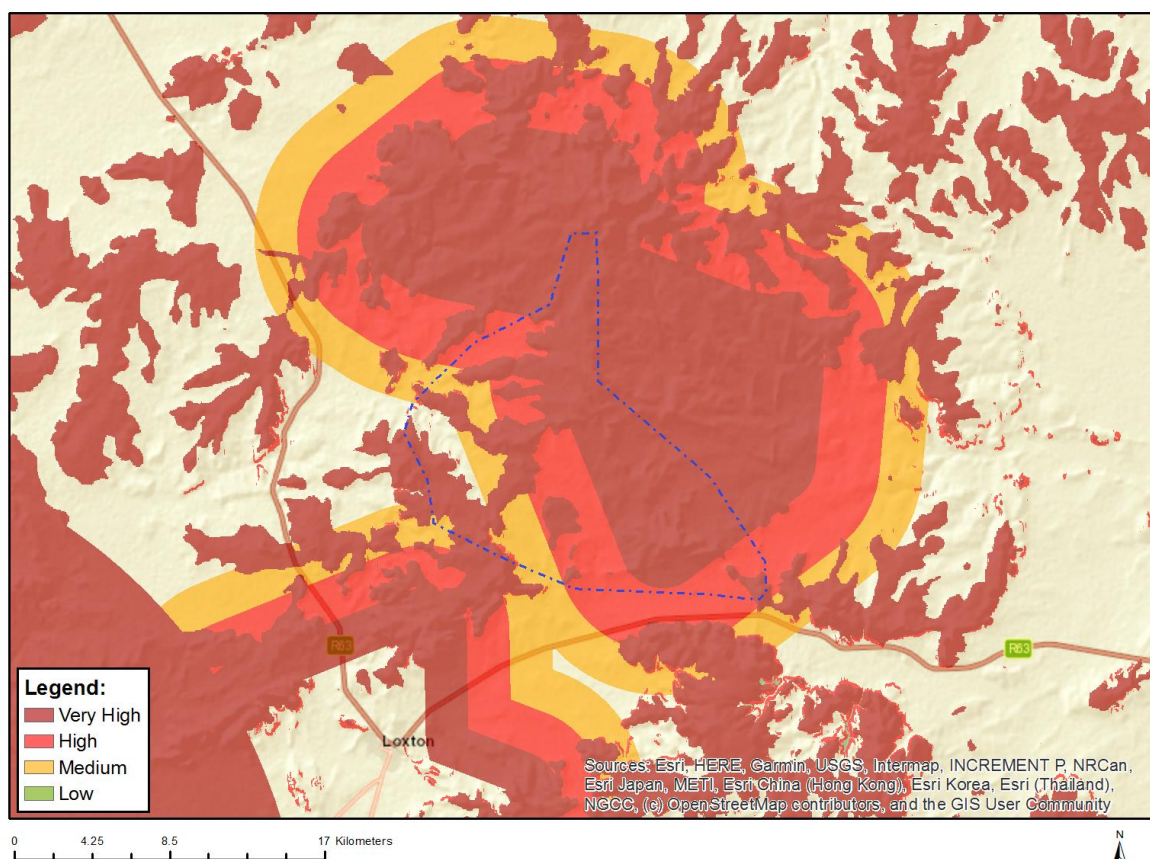 R63
R63
Legend:
Very High
High
Medium
Low
Loxton
Sources: Esri, HERE, Garmin, USGS, Intermap, INCREMENT P, NRCan,
Esri Japan, METI, Esri China (Hong Kong), Esri Korea, Esri (Thailand),
NGCC, (c) OpenStreetMap contributors, and the GIS User Community
0 4.25 8.5 17 Kilometers
N